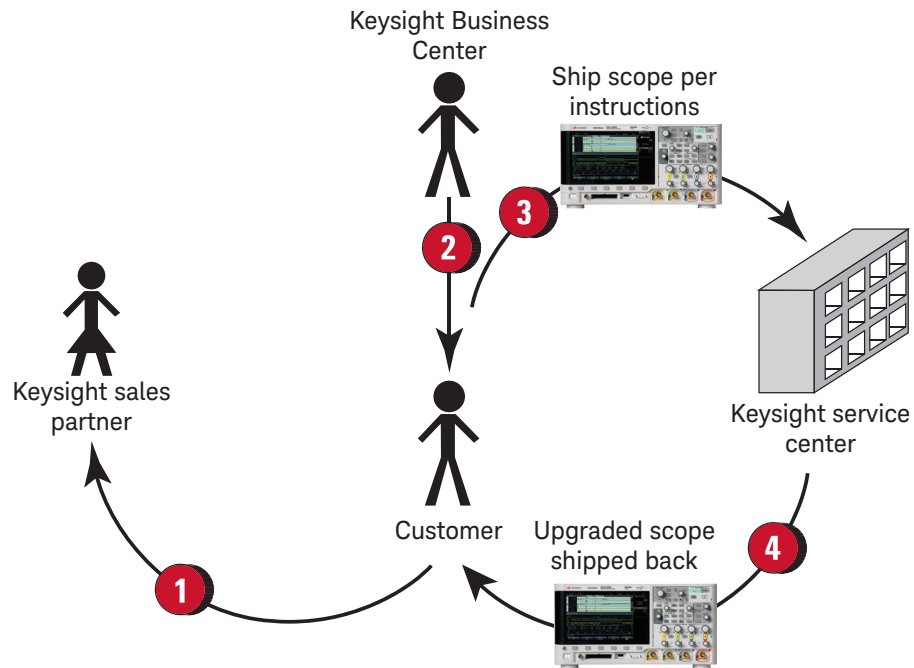 Keysight Business
Center
Ship scope per
instructions
3
2
Keysight sales
partner
Keysight service
center
Customer
Upgraded scope
shipped back
4
1